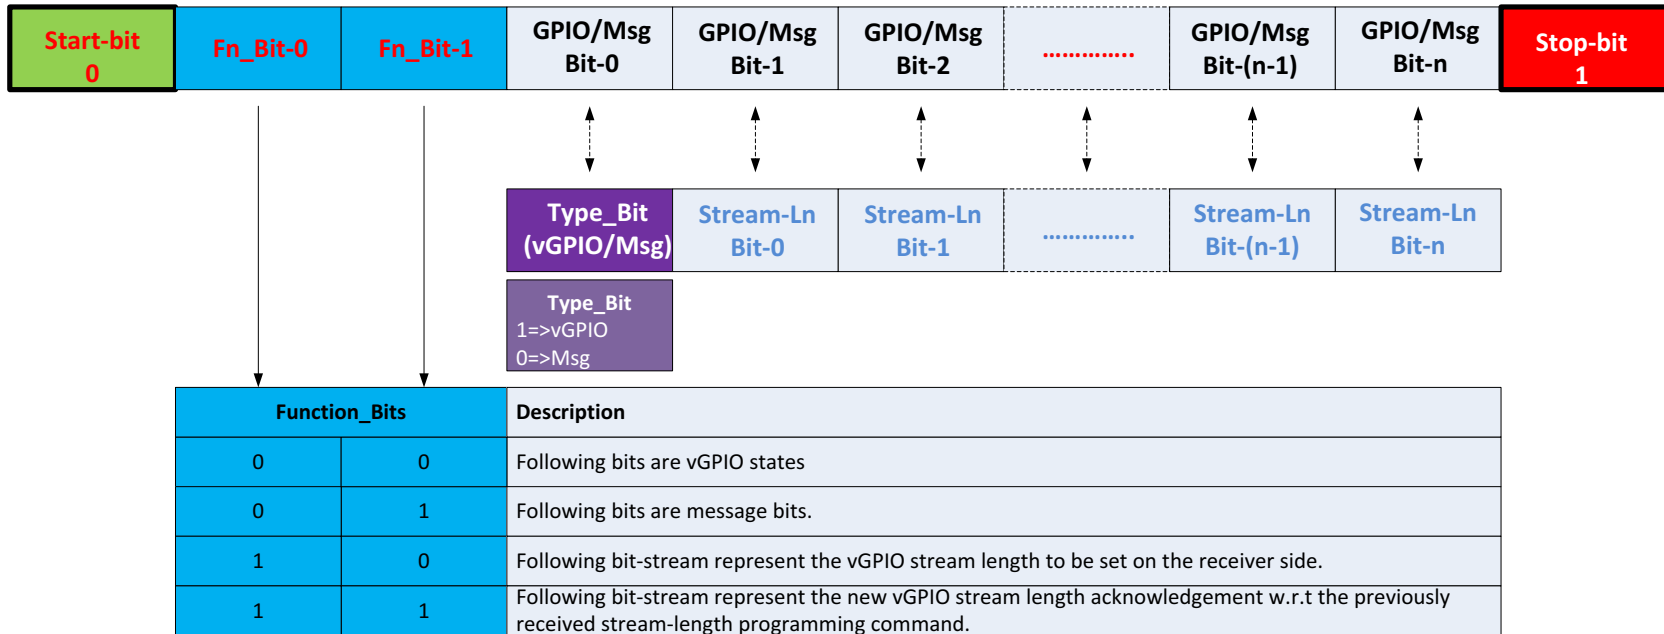 Start-bit
0
Fn_Bit-0
Fn_Bit-1
GPIO/Msg
Bit-0
GPIO/Msg
Bit-1
GPIO/Msg
Bit-2
..............
GPIO/Msg
Bit-(n-1)
GPIO/Msg
Bit-n
Stop-bit
1
Type_Bit
(vGPIO/Msg)
Stream-Ln
Bit-0
Stream-Ln
Bit-1
..............
Stream-Ln
Bit-(n-1)
Stream-Ln
Bit-n
Type_Bit
1=>vGPIO
0=>Msg
Function_Bits
Description
0
0
Following bits are vGPIO states
0
1
Following bits are message bits.
1
0
Following bit-stream represent the vGPIO stream length to be set on the receiver side.
1
1
Following bit-stream represent the new vGPIO stream length acknowledgement w.r.t the previously
received stream-length programming command.